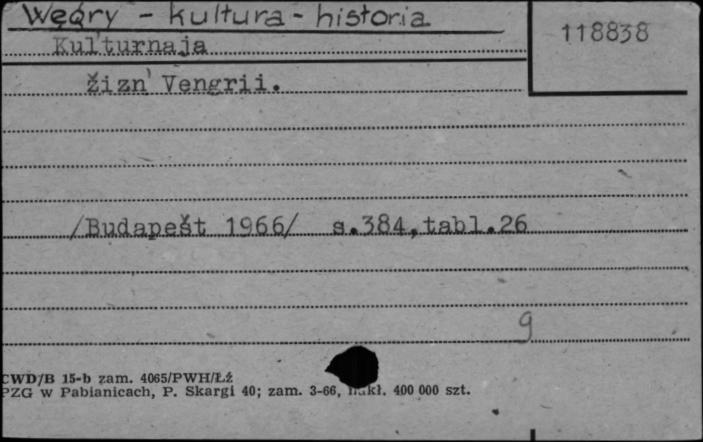 Węgry - kultura - historia
118838
Kulturnaja
žizn' Vengrii.
/Budapešt 1966/ s.384,tabl.26
9
CWD/B 15-b zam. 4065/PWH/Łź
PZG w Pabianicach, P. Skargi 40; zam. 3-66, nakł. 400 000 szt.